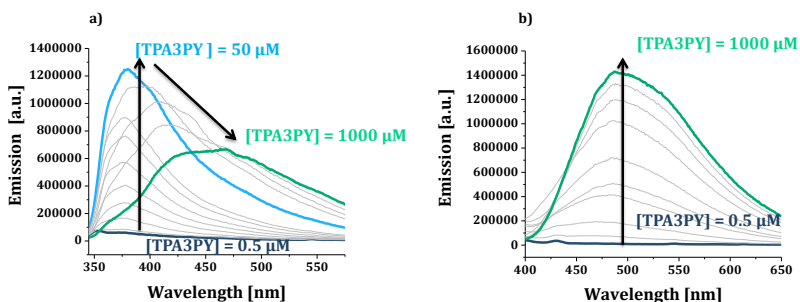 a)
[TPA3PY ] = 50 μM
[TPA3PY] = 1000 μM
[TPA3PY] = 0.5 μM
Emission [a.u.]
1400000
1200000
1000000
800000
600000
400000
200000
0
350 400 450 500 550
Wavelength [nm]
b)
[TPA3PY] = 1000 μM
[TPA3PY] = 0.5 μM
Emission [a.u.]
1600000
1400000
1200000
1000000
800000
600000
400000
200000
0
400 450 500 550 600 650
Wavelength [nm]